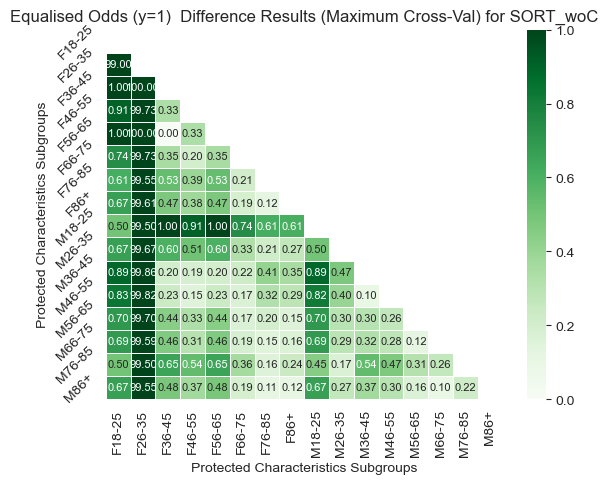 Equalised Odds (y=1) Difference Results (Maximum Cross-Val) for SORT_woC
Protected Characteristics Subgroups
F18-25
F26-35 99.00
F36-45 1.00 100.00
F46-55 0.91 99.73 0.33
F56-65 1.00 100.00 0.00 0.33
F66-75 0.74 99.73 0.35 0.20 0.35
F76-85 0.61 99.55 0.53 0.39 0.53 0.21
F86+ 0.67 99.61 0.47 0.38 0.47 0.19 0.12
M18-25 0.50 99.50 1.00 0.91 1.00 0.74 0.61 0.61
M26-35 0.67 99.67 0.60 0.51 0.60 0.33 0.21 0.27 0.50
M36-45 0.89 99.86 0.20 0.19 0.20 0.22 0.41 0.35 0.89 0.47
M46-55 0.83 99.82 0.23 0.15 0.23 0.17 0.32 0.29 0.82 0.40 0.10
M56-65 0.70 99.70 0.44 0.33 0.44 0.17 0.20 0.15 0.70 0.30 0.30 0.26
M66-75 0.69 99.59 0.46 0.31 0.46 0.19 0.15 0.16 0.69 0.29 0.32 0.28 0.12
M76-85 0.50 99.50 0.65 0.54 0.65 0.36 0.16 0.24 0.45 0.17 0.54 0.47 0.31 0.26
M86+ 0.67 99.55 0.48 0.37 0.48 0.19 0.11 0.12 0.67 0.27 0.37 0.30 0.16 0.10 0.22
F18-25 F26-35 F36-45 F46-55 F56-65 F66-75 F76-85 F86+ M18-25 M26-35 M36-45 M46-55 M56-65 M66-75 M76-85 M86+
Protected Characteristics Subgroups
1.0
0.8
0.6
0.4
0.2
0.0